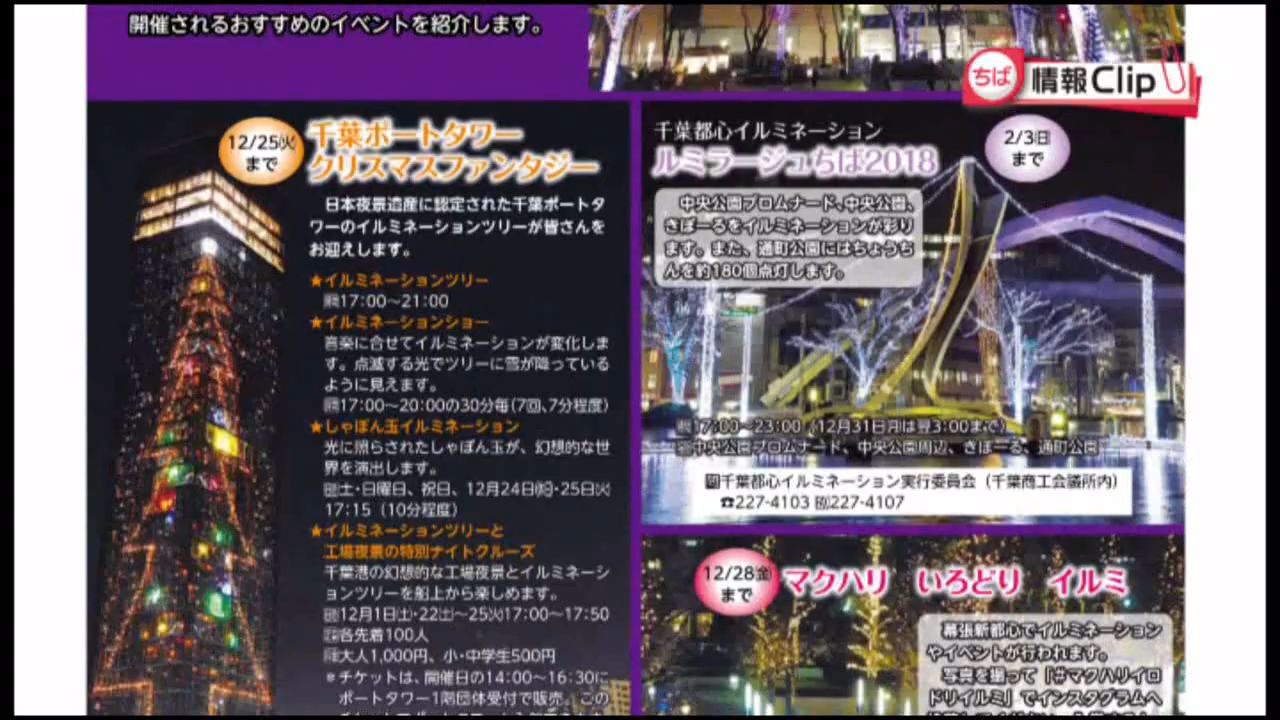 開催されるおすすめのイベントを紹介します。
ちば 情報Clip
12/25㈫
まで
千葉ポートタワー
クリスマスファンタジー
日本夜景遺産に認定された千葉ポートタ
ワーのイルミネーションツリーが皆さんを
お迎えします。
★イルミネーションツリー
17:00〜21:00
★イルミネーションショー
音楽に合せてイルミネーションが変化しま
す。点滅する光でツリーに雪が降っている
ように見えます。
17:00〜20:00の30分毎(7回、7分程度)
★しゃぼん玉イルミネーション
光に照らされたしゃぼん玉が、幻想的な世
界を演出します。
土・日曜日、祝日、12月24日㈷・25日㈫
17:15（10分程度）
★イルミネーションツリーと
工場夜景の特別ナイトクルーズ
千葉港の幻想的な工場夜景とイルミネーシ
ョンツリーを船上から楽しめます。
12月1日㈯・22㈯〜25㈫17:00〜17:50
各先着100人
大人1,000円、小・中学生500円
※チケットは、開催日の14:00〜16:30に
ポートタワー1階団体受付で販売。この
千葉都心イルミネーション
ルミラージュちば2018
2/3㈰
まで
中央公園プロムナード、中央公園、
きぼーるをイルミネーションが彩り
ます。また、通町公園にはちょうち
んを約180個点灯します。
17:00〜23:00（12月31日㈪は翌3:00まで）
中央公園プロムナード、中央公園周辺、きぼーる、通町公園
問千葉都心イルミネーション実行委員会（千葉商工会議所内）
☎227-4103 227-4107
12/28㈮
まで
マクハリ いろどり イルミ
幕張新都心でイルミネーション
やイベントが行われます。
写真を撮って「#マクハリイロ
ドリイルミ」でインスタグラムへ